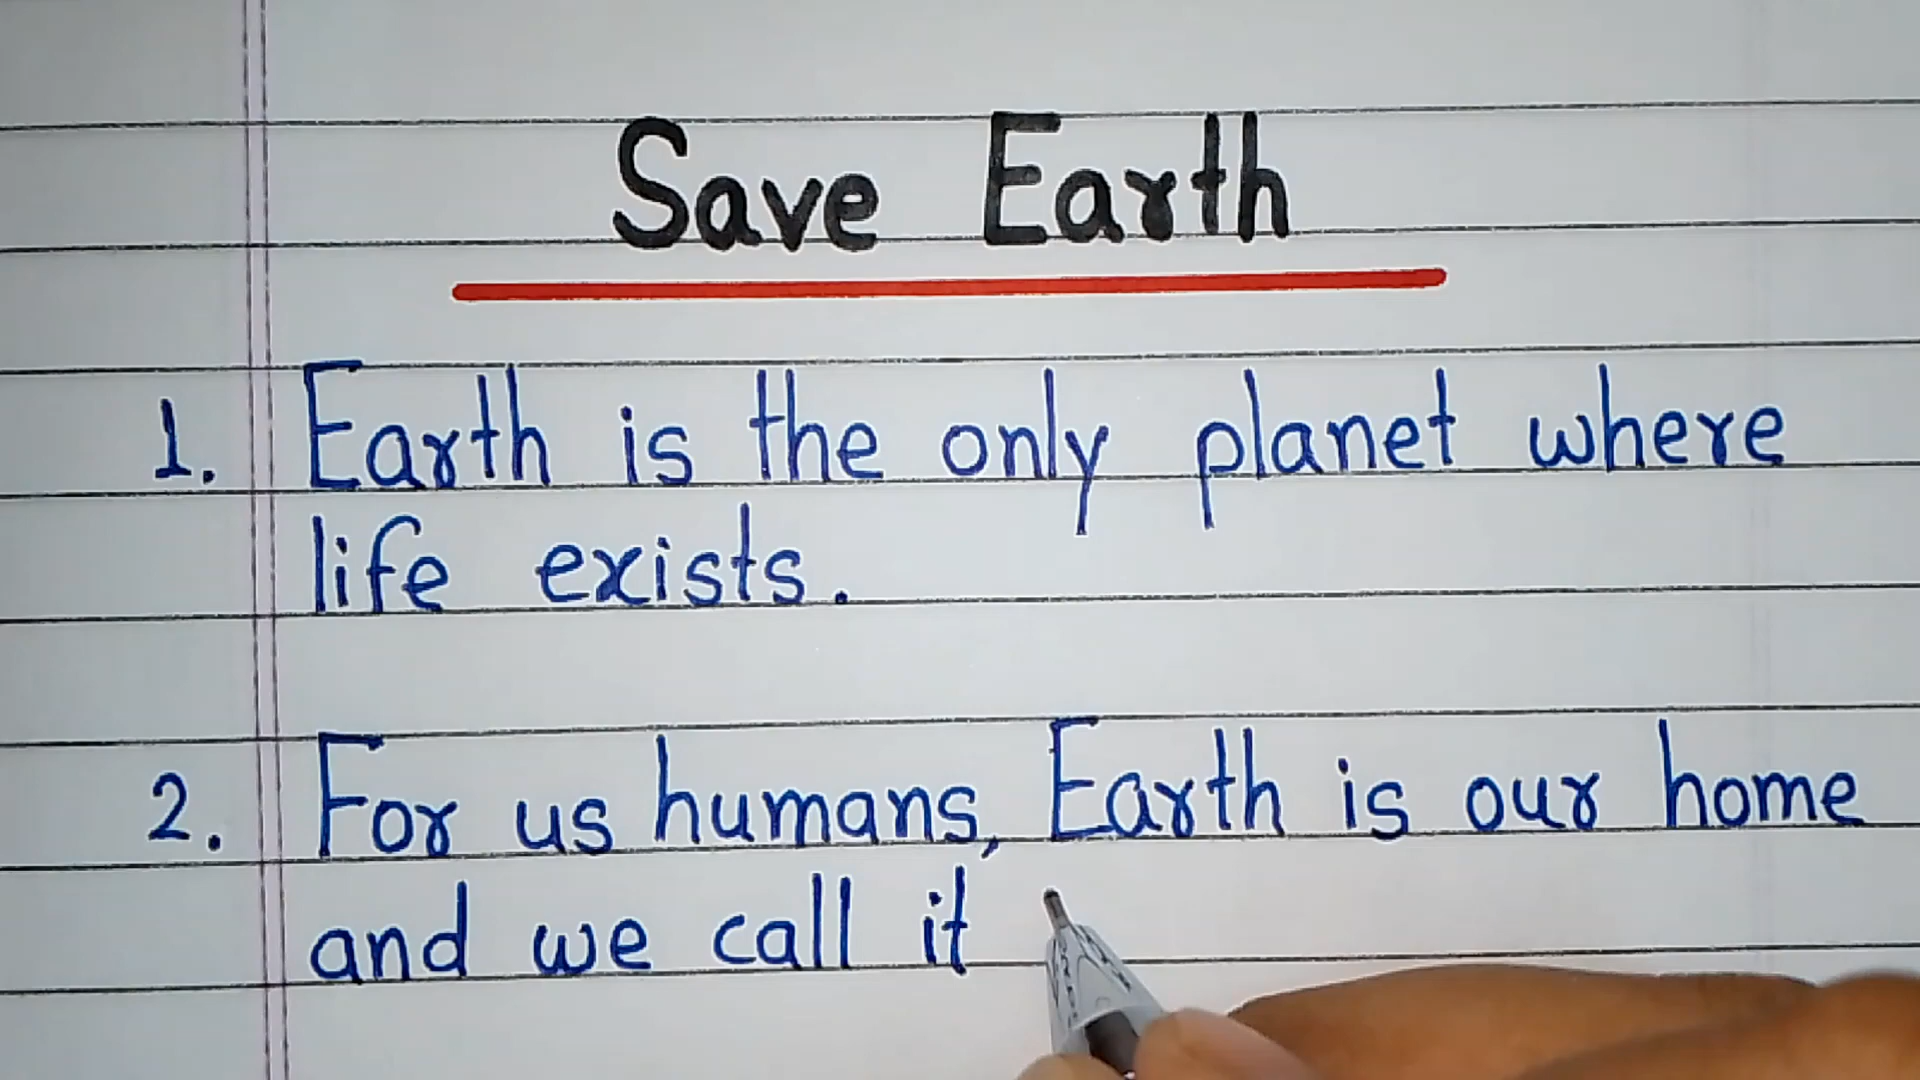 Save Earth
1. Earth is the only planet where
life exists.
2. For us humans, Earth is our home
and we call it